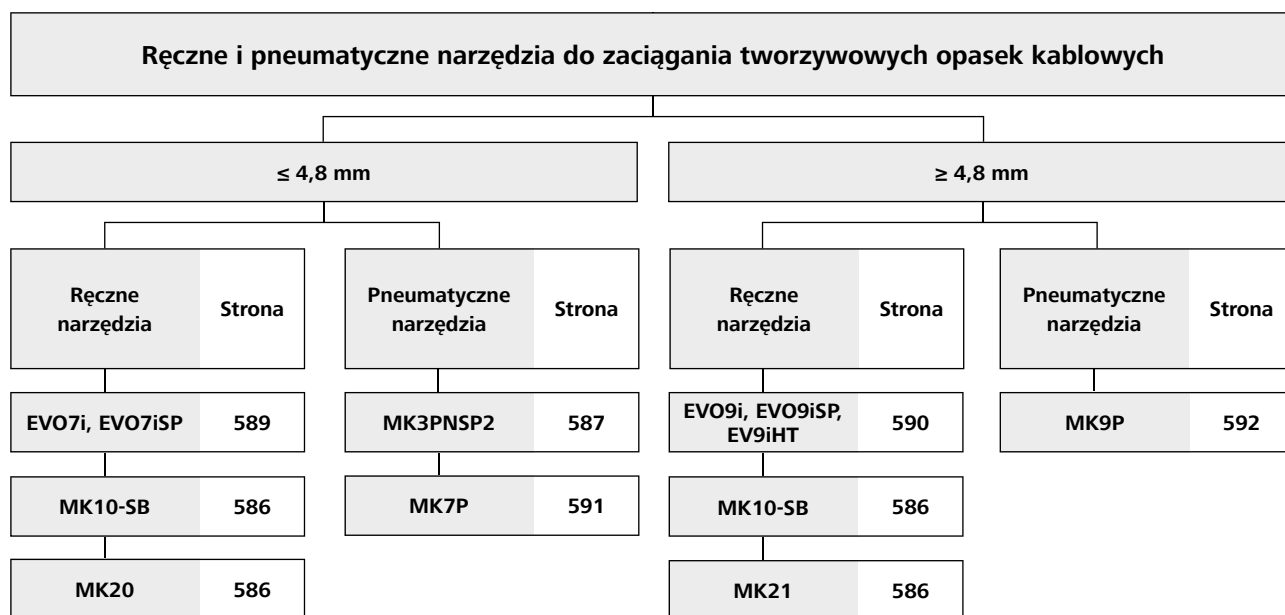 Ręczne i pneumatyczne narzędzia do zaciągania tworzywowych opasek kablowych
≤ 4,8 mm
≥ 4,8 mm
Ręczne
narzędzia
Strona
Pneumatyczne
narzędzia
Strona
Ręczne
narzędzia
Strona
Pneumatyczne
narzędzia
Strona
EVO7i, EVO7iSP
589
MK3PNSP2
587
EVO9i, EVO9iSP,
EV9iHT
590
MK9P
592
MK10-SB
586
MK7P
591
MK10-SB
586
MK20
586
MK21
586